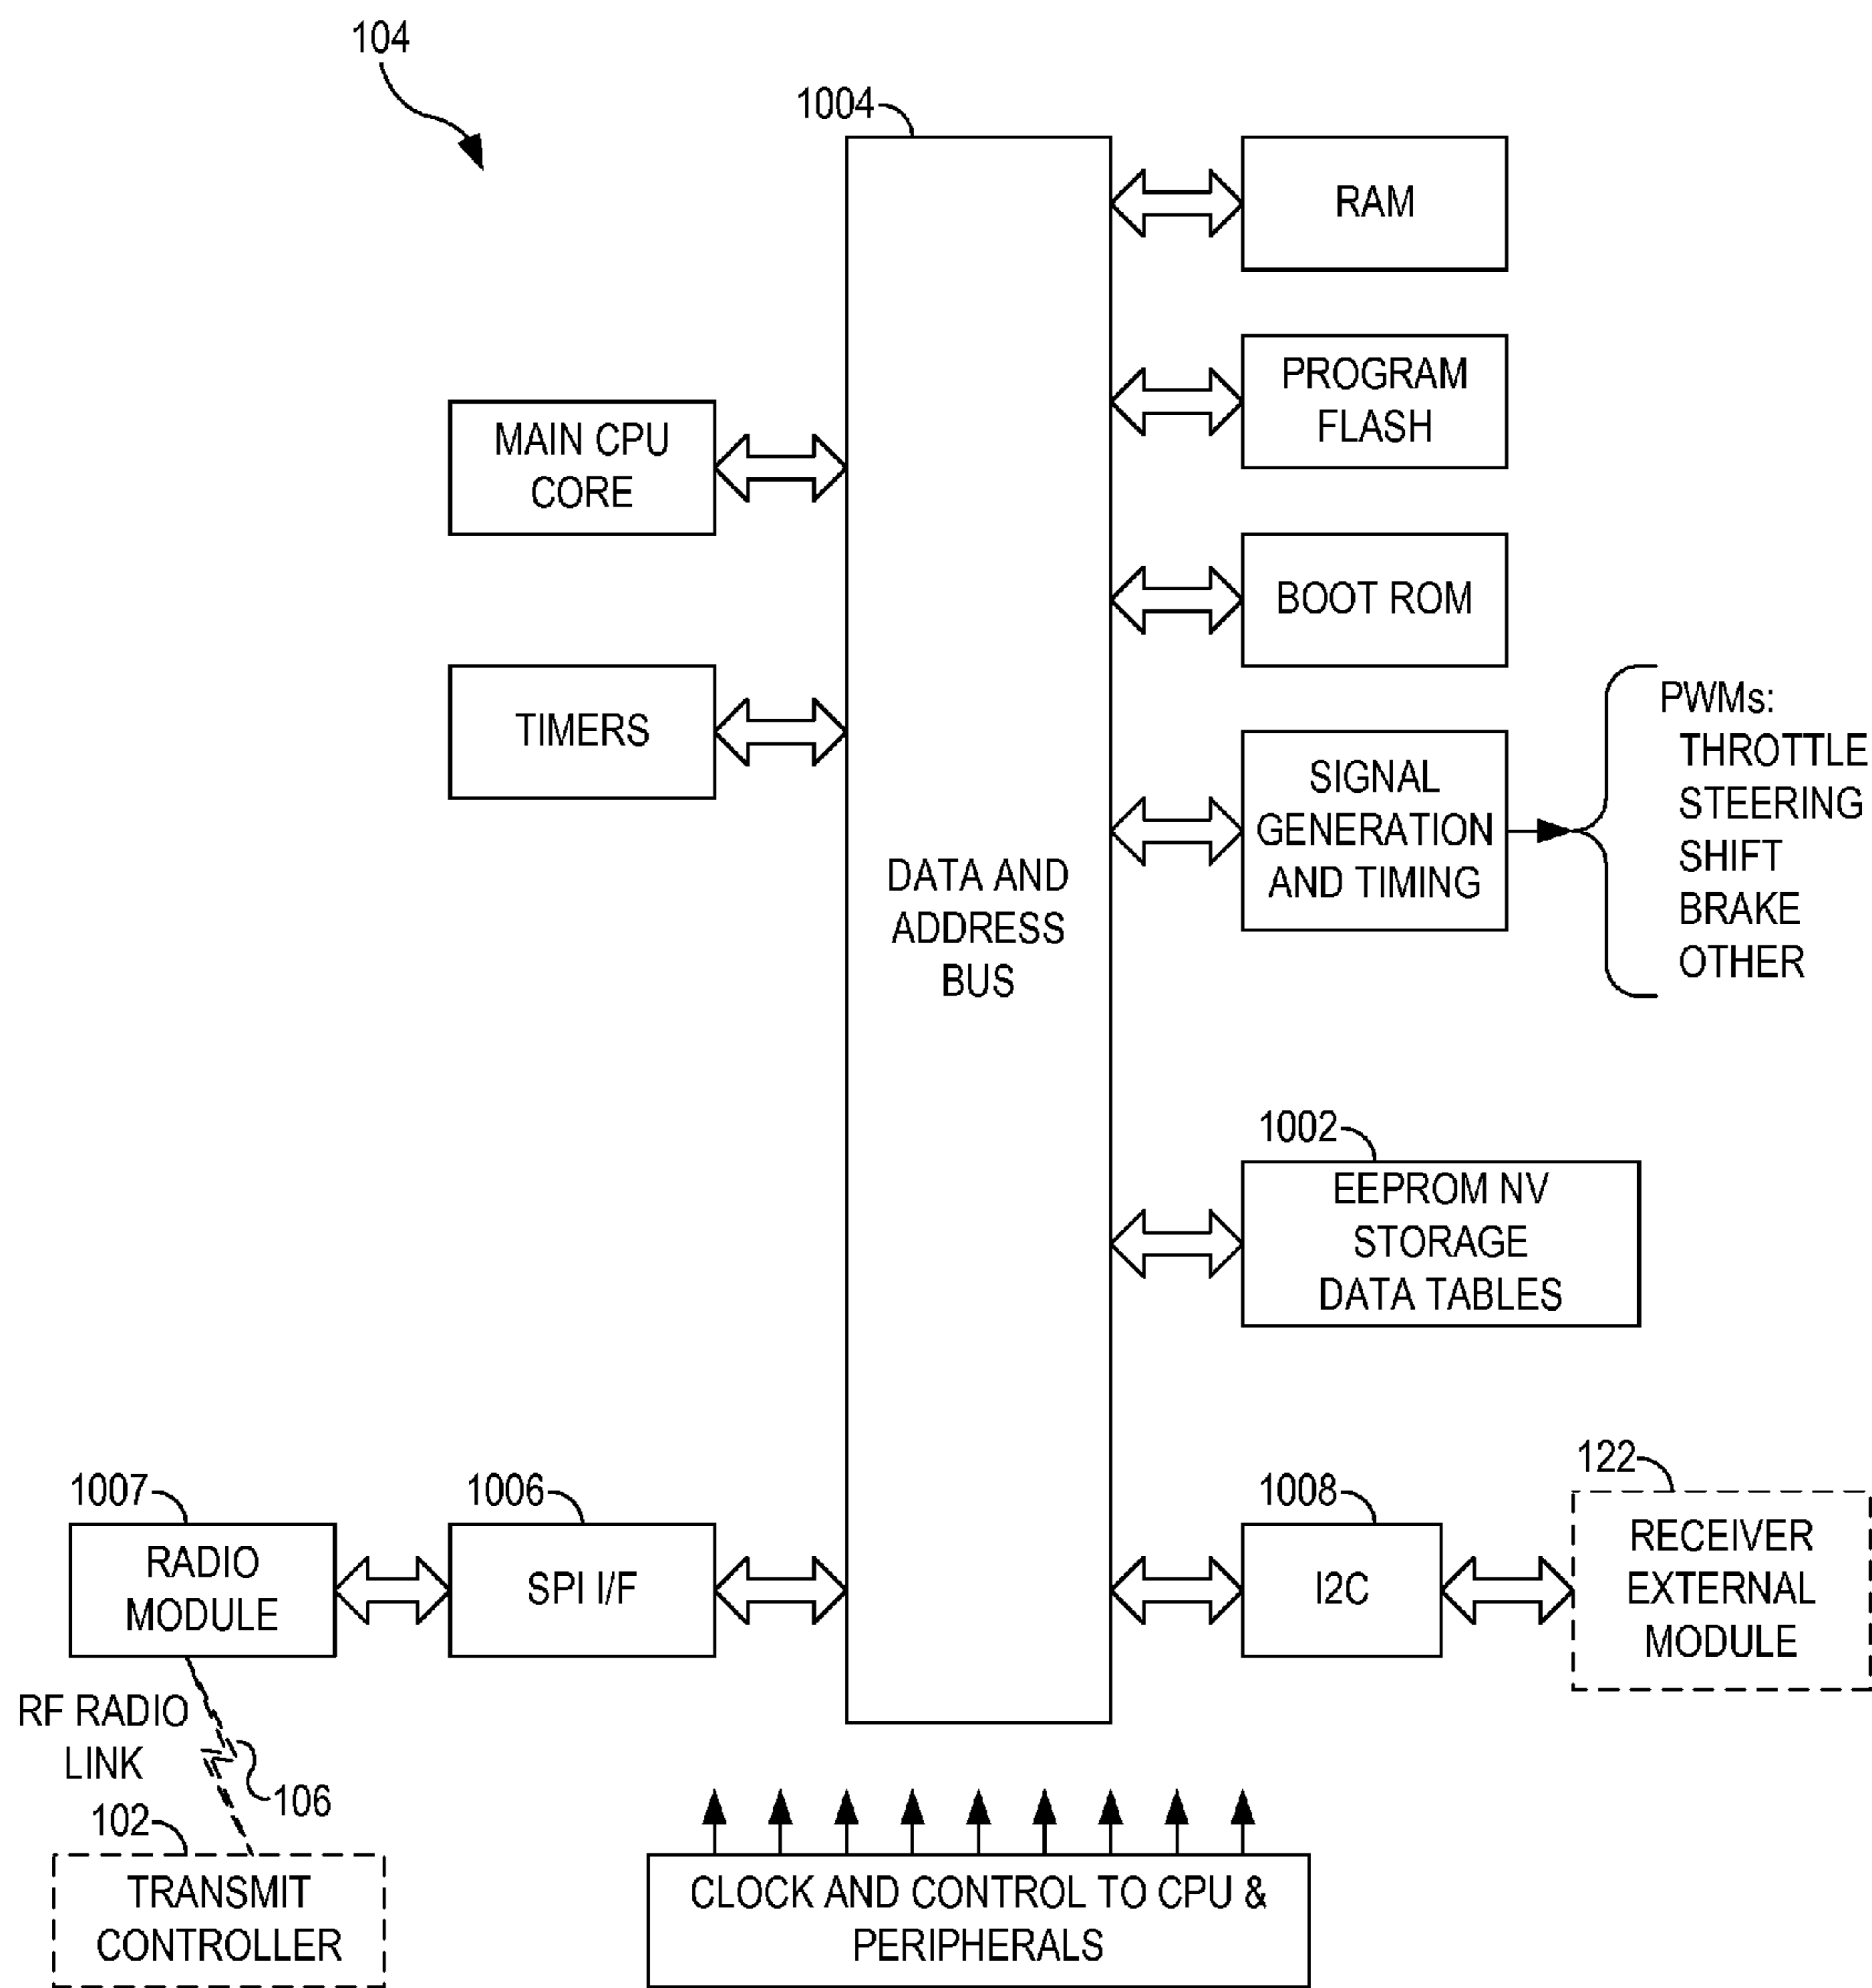 104
1004
RAM
PROGRAM
FLASH
MAIN CPU
CORE
BOOT ROM
TIMERS
SIGNAL
GENERATION
AND TIMING
PWMs:
THROTTLE
STEERING
SHIFT
BRAKE
OTHER
DATA AND
ADDRESS
BUS
1002
EEPROM NV
STORAGE
DATA TABLES
1007
RADIO
MODULE
1006
SPI I/F
1008
I2C
122
RECEIVER
EXTERNAL
MODULE
RF RADIO
LINK
106
102
TRANSMIT
CONTROLLER
CLOCK AND CONTROL TO CPU &
PERIPHERALS